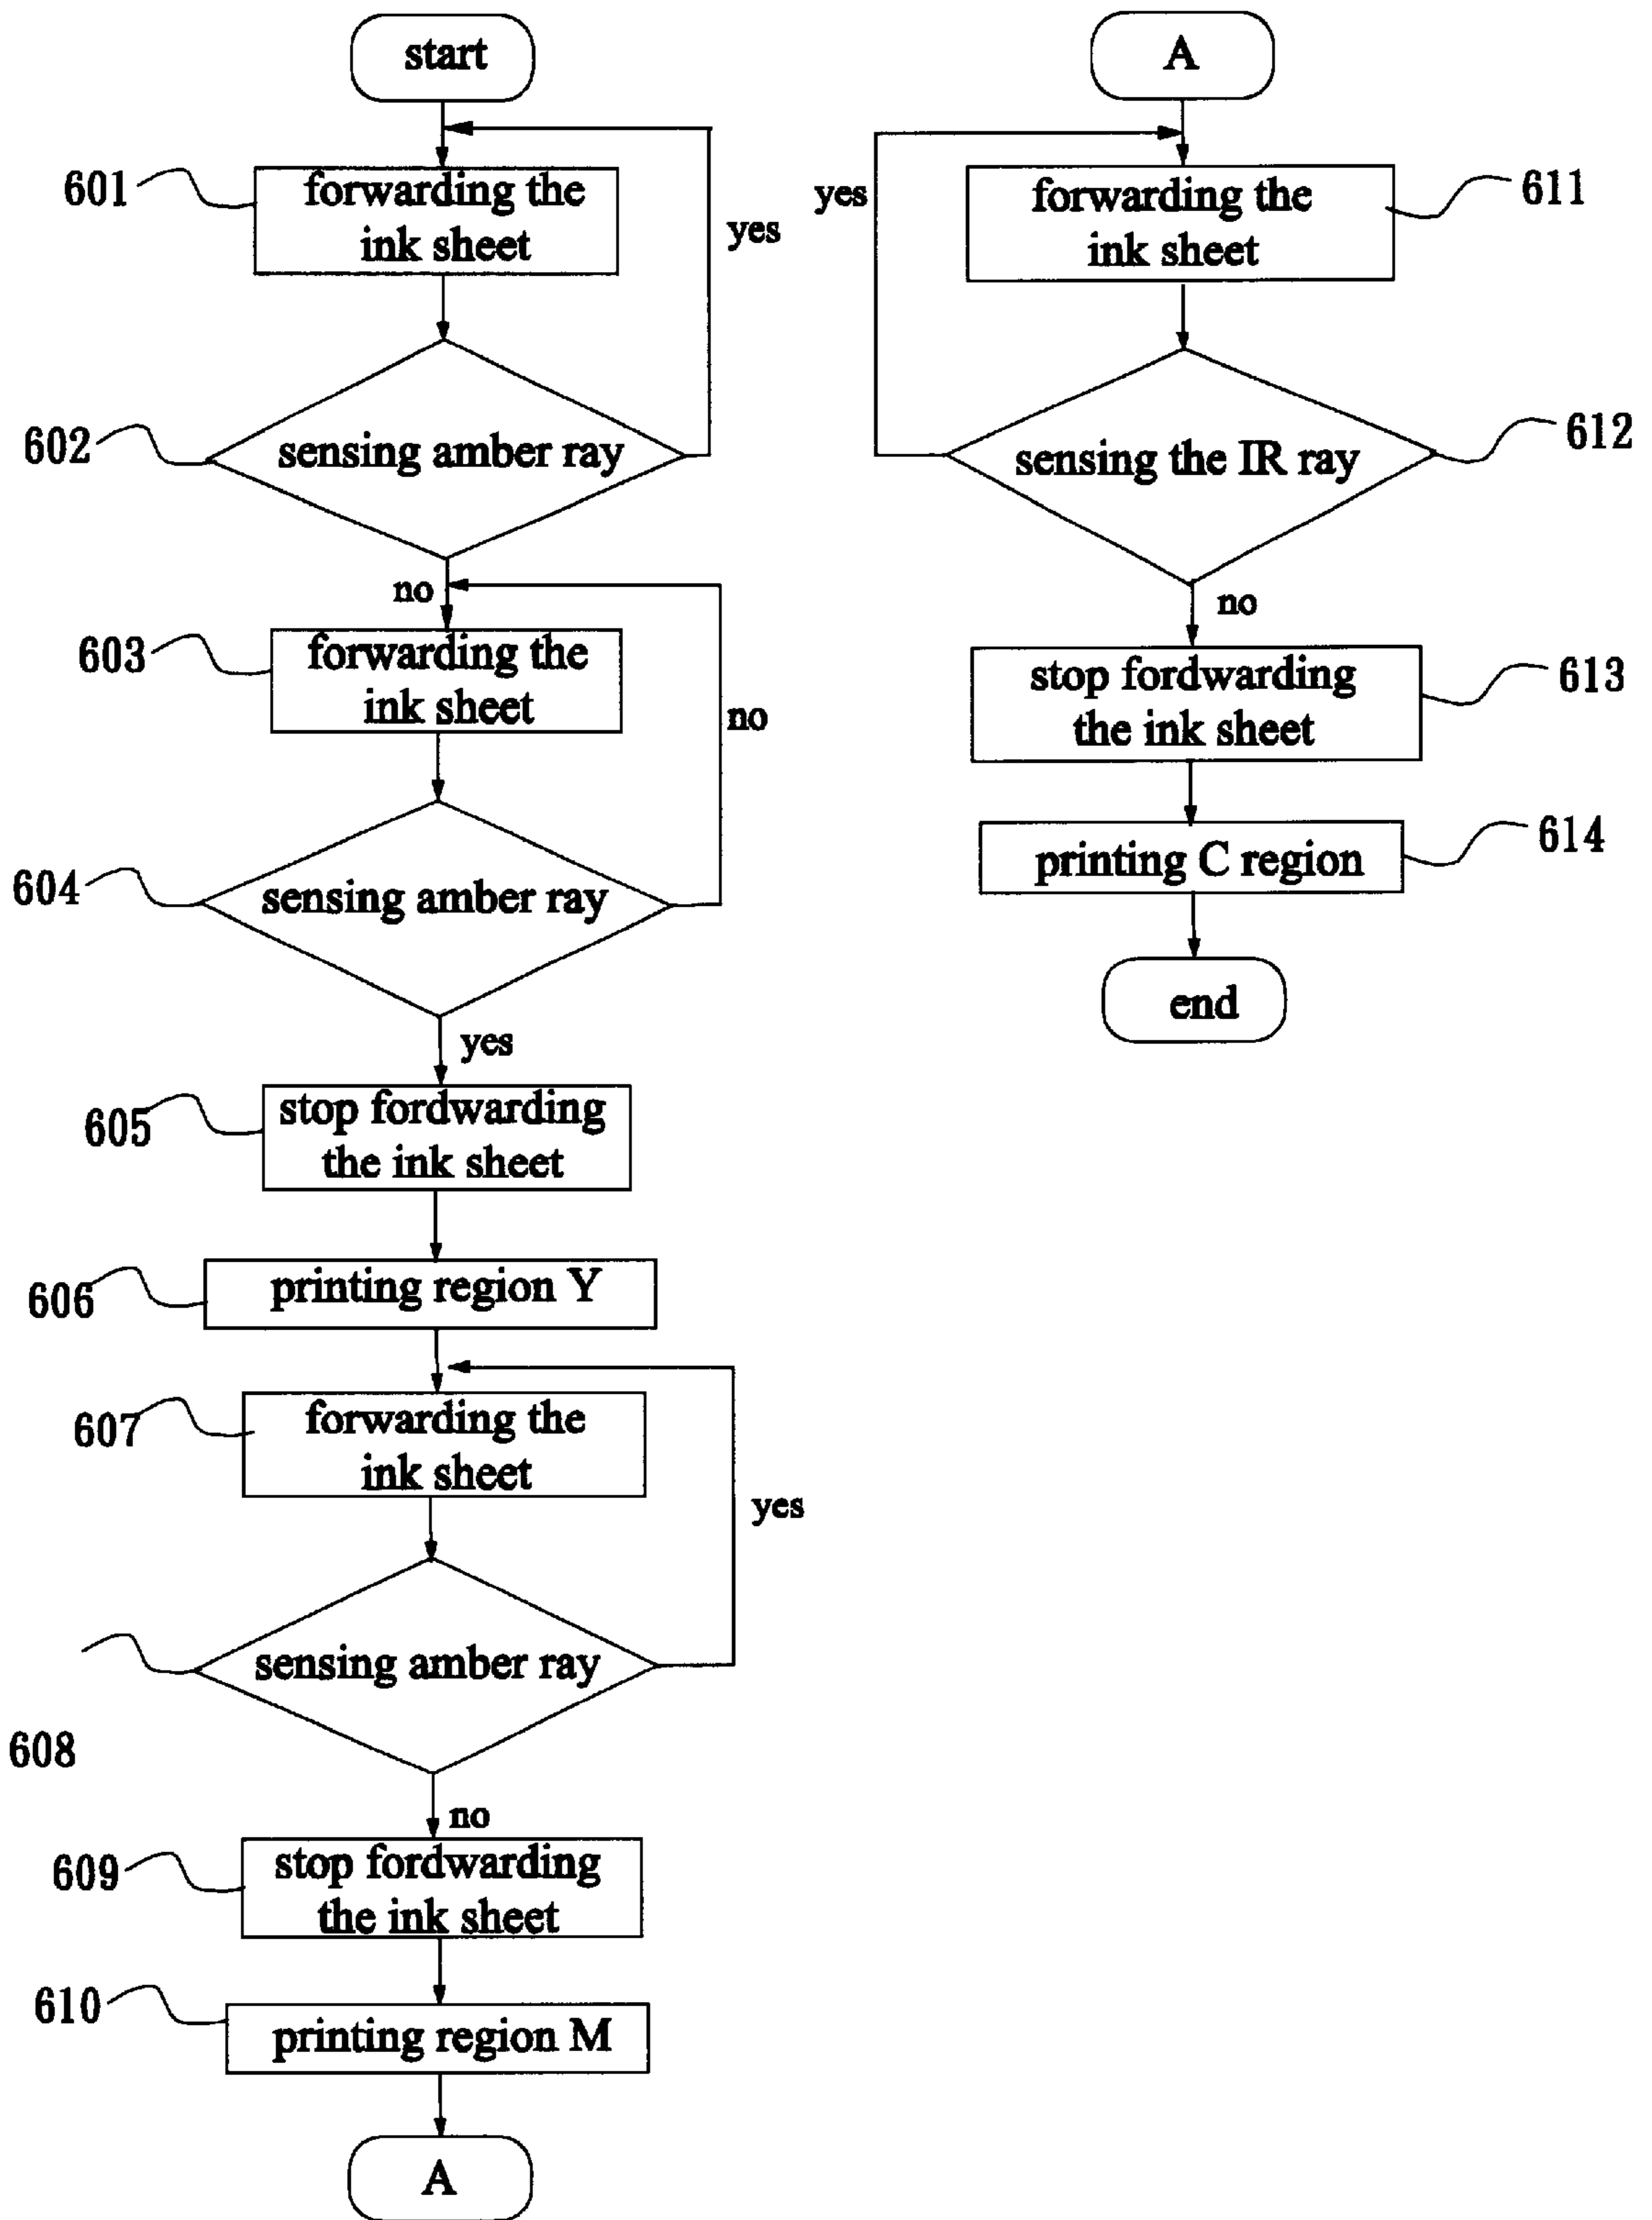 start
601
forwarding the
ink sheet
yes
602
sensing amber ray
no
603
forwarding the
ink sheet
no
604
sensing amber ray
yes
605
stop fordwarding
the ink sheet
606
printing region Y
607
forwarding the
ink sheet
yes
sensing amber ray
608
no
609
stop fordwarding
the ink sheet
610
printing region M
A
A
yes
forwarding the
ink sheet
611
sensing the IR ray
612
no
stop fordwarding
the ink sheet
613
printing C region
614
end